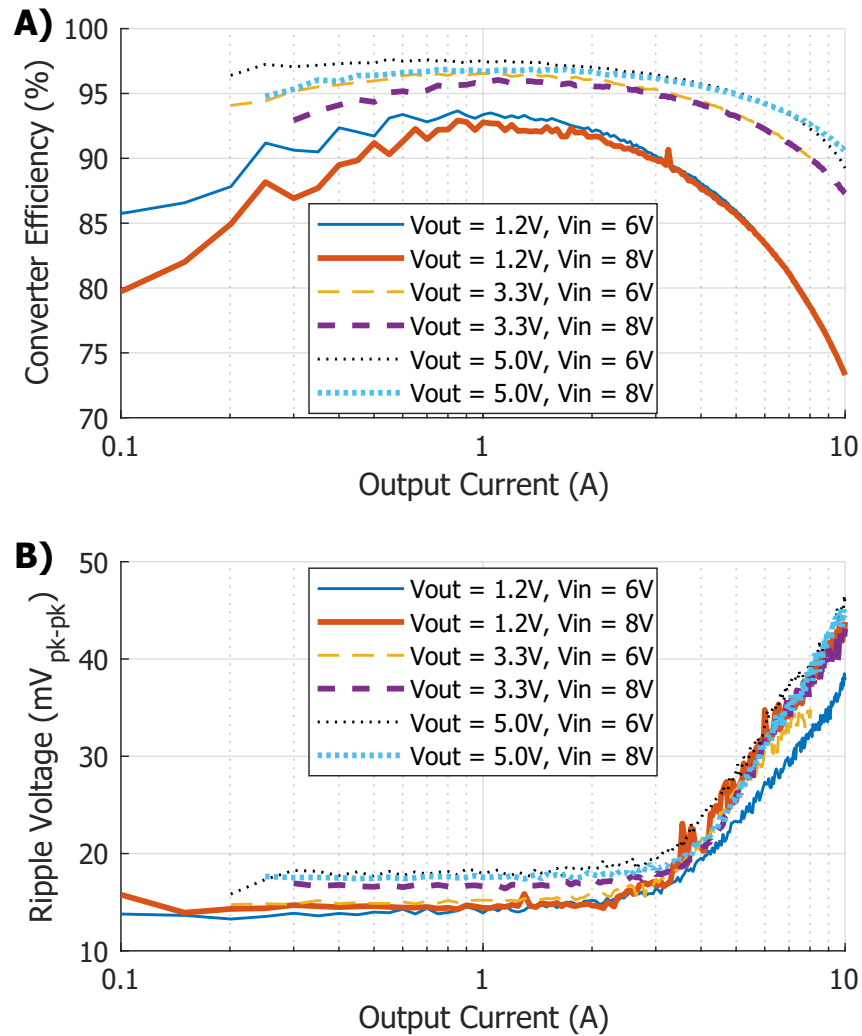 A)
100
95
90
85
80
75
70
Converter Efficiency (%)
Vout = 1.2V, Vin = 6V
Vout = 1.2V, Vin = 8V
Vout = 3.3V, Vin = 6V
Vout = 3.3V, Vin = 8V
Vout = 5.0V, Vin = 6V
Vout = 5.0V, Vin = 8V
0.1 1 10
Output Current (A)
B)
50
40
30
20
10
Ripple Voltage (mV pk-pk)
Vout = 1.2V, Vin = 6V
Vout = 1.2V, Vin = 8V
Vout = 3.3V, Vin = 6V
Vout = 3.3V, Vin = 8V
Vout = 5.0V, Vin = 6V
Vout = 5.0V, Vin = 8V
0.1 1 10
Output Current (A)